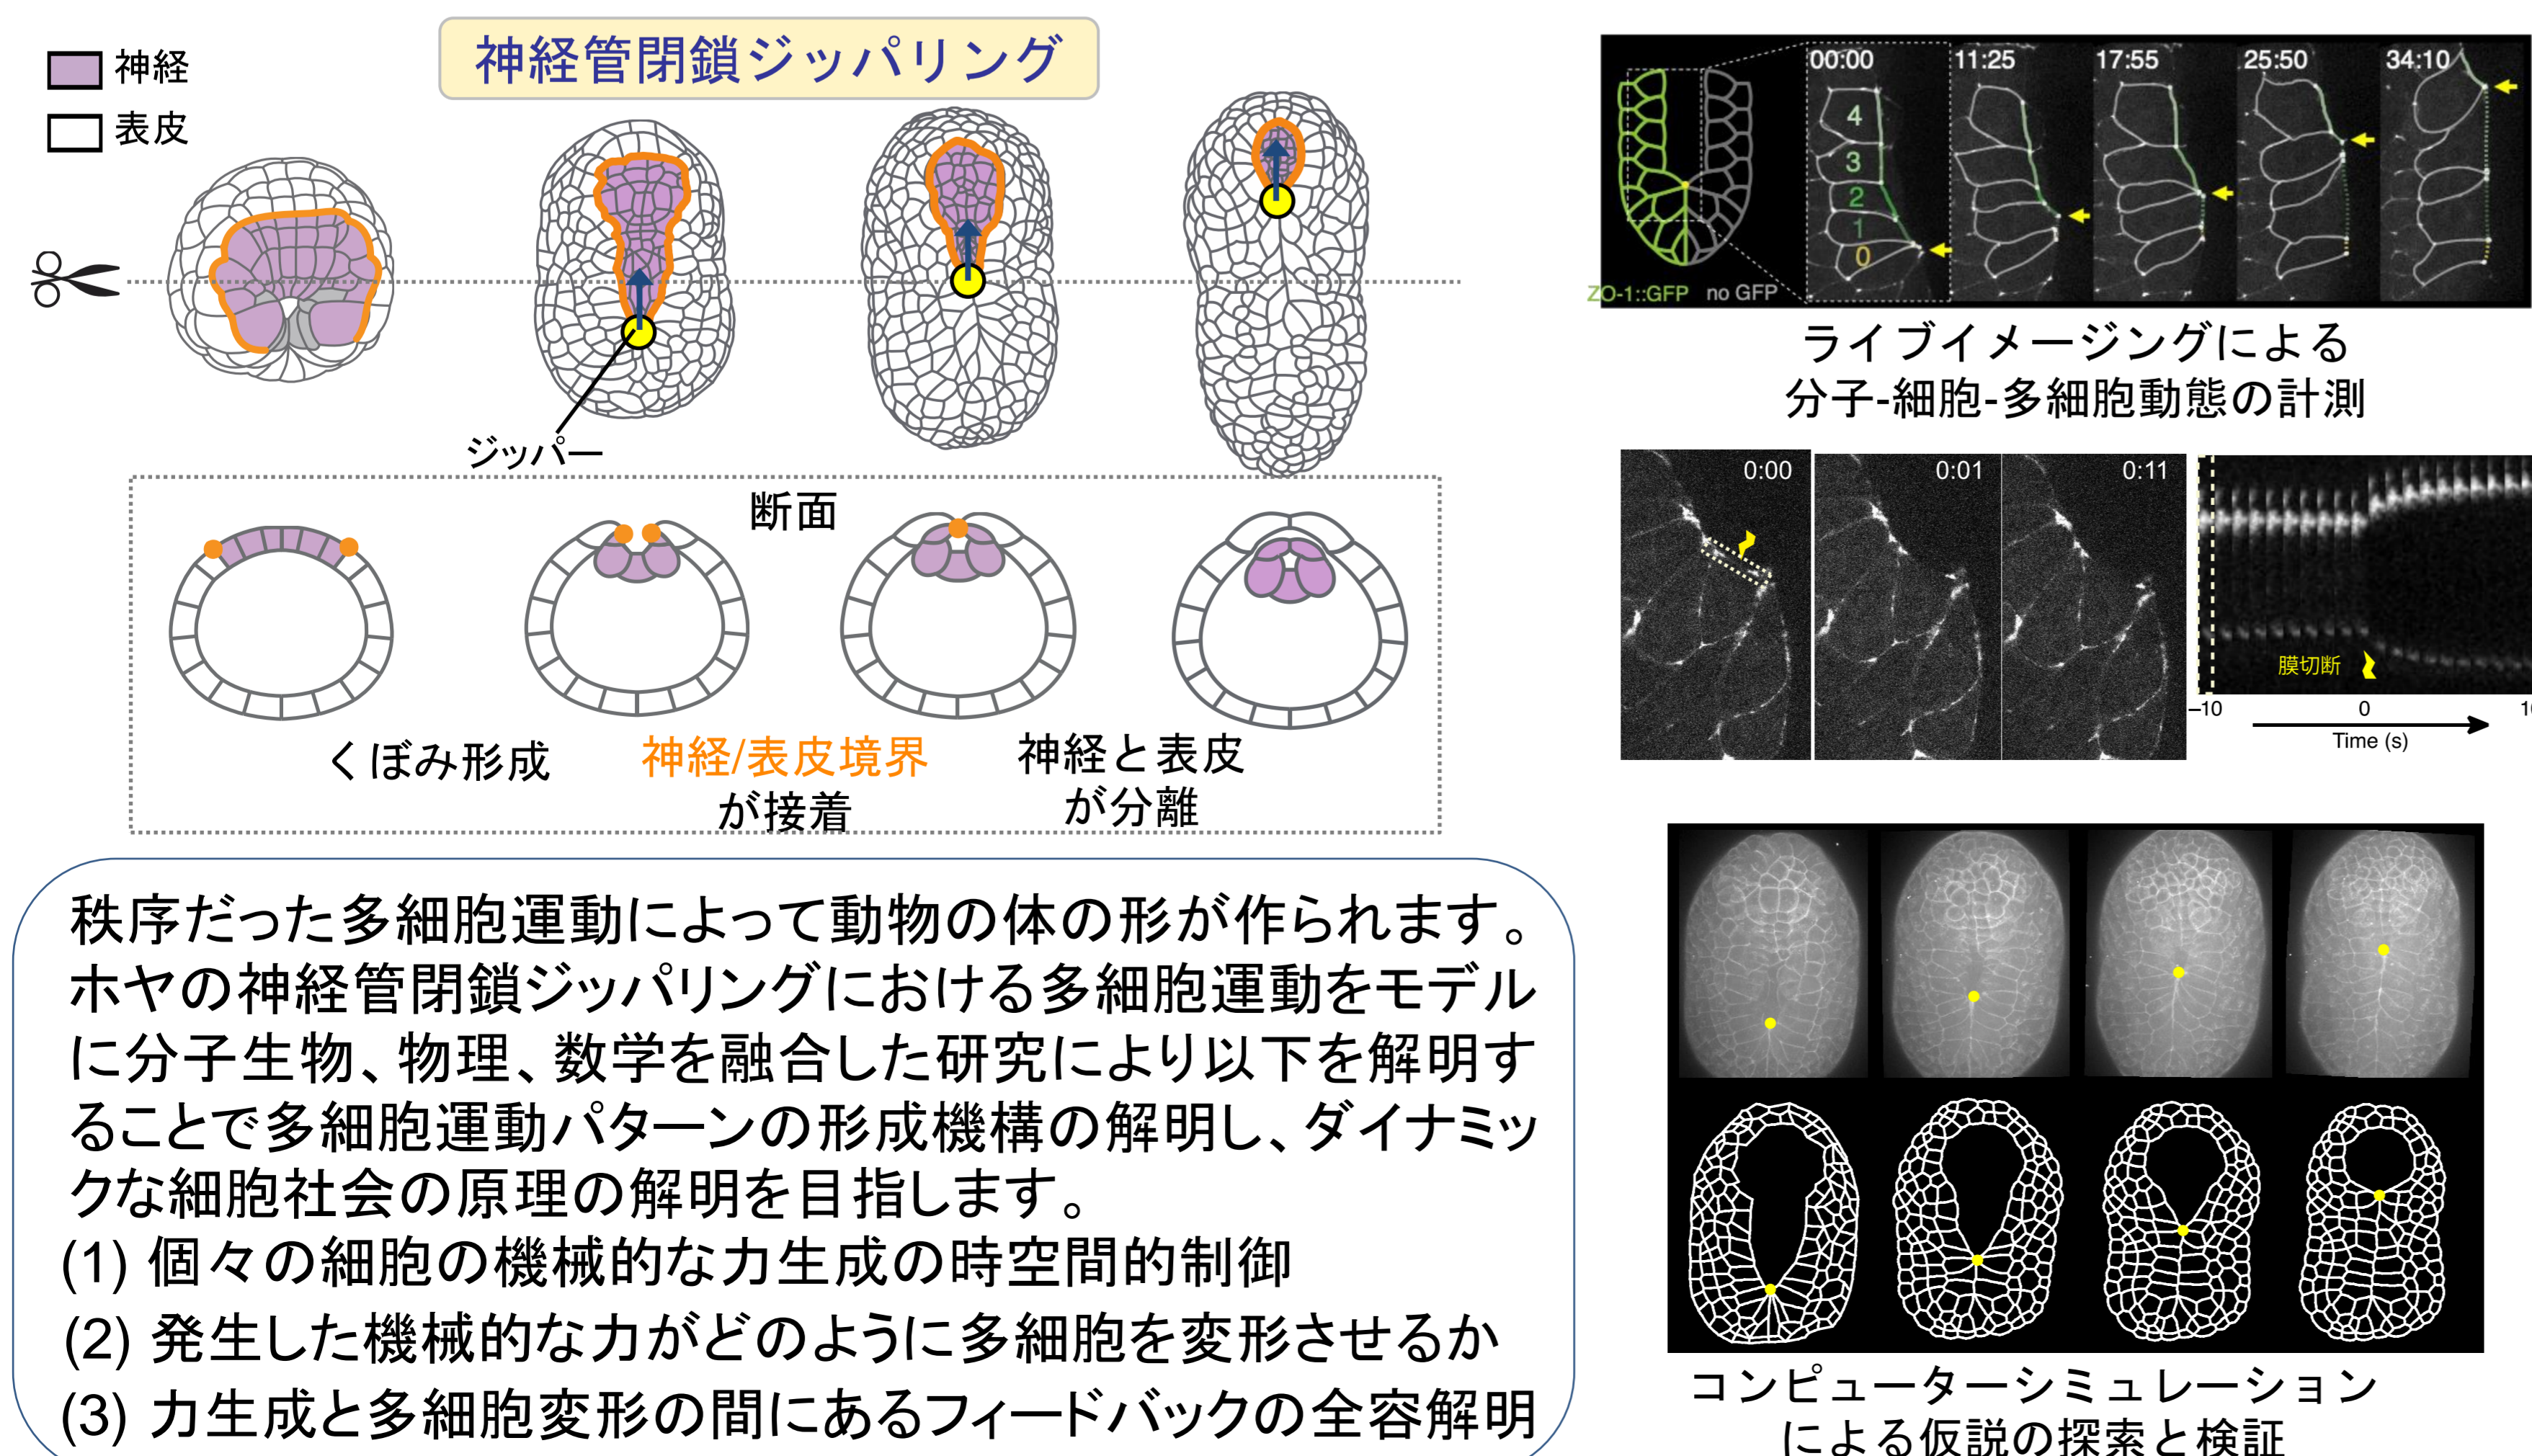 神経管閉鎖ジッパリング
神経
表皮
ジッパー
断面
くぼみ形成
神経/表皮境界
が接着
神経と表皮
が分離
秩序だった多細胞運動によって動物の体の形が作られます。
ホヤの神経管閉鎖ジッパリングにおける多細胞運動をモデル
に分子生物、物理、数学を融合した研究により以下を解明す
ることで多細胞運動パターンの形成機構の解明し、ダイナミッ
クな細胞社会の原理の解明を目指します。
(1) 個々の細胞の機械的な力生成の時空間的制御
(2) 発生した機械的な力がどのように多細胞を変形させるか
(3) 力生成と多細胞変形の間にあるフィードバックの全容解明
00:00 11:25 17:55 25:50 34:10
4
3
2
1
0
ZO-1::GFP no GFP
ライブイメージングによる
分子-細胞-多細胞動態の計測
0:00 0:01 0:11
膜切断
–10 0 10
Time (s)
コンピューターシミュレーション
による仮説の探索と検証